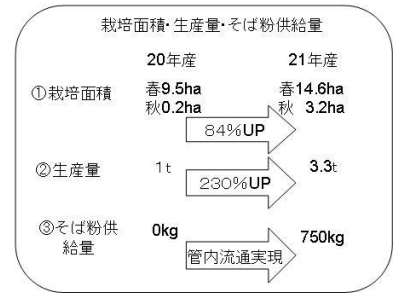 栽培面積・生産量・そば粉供給量
20年産 21年産
①栽培面積 春9.5ha 春14.6ha
秋0.2ha 秋 3.2ha
84%UP
②生産量 1t 3.3t
230%UP
③そば粉供 0kg 750kg
給量
管内流通実現